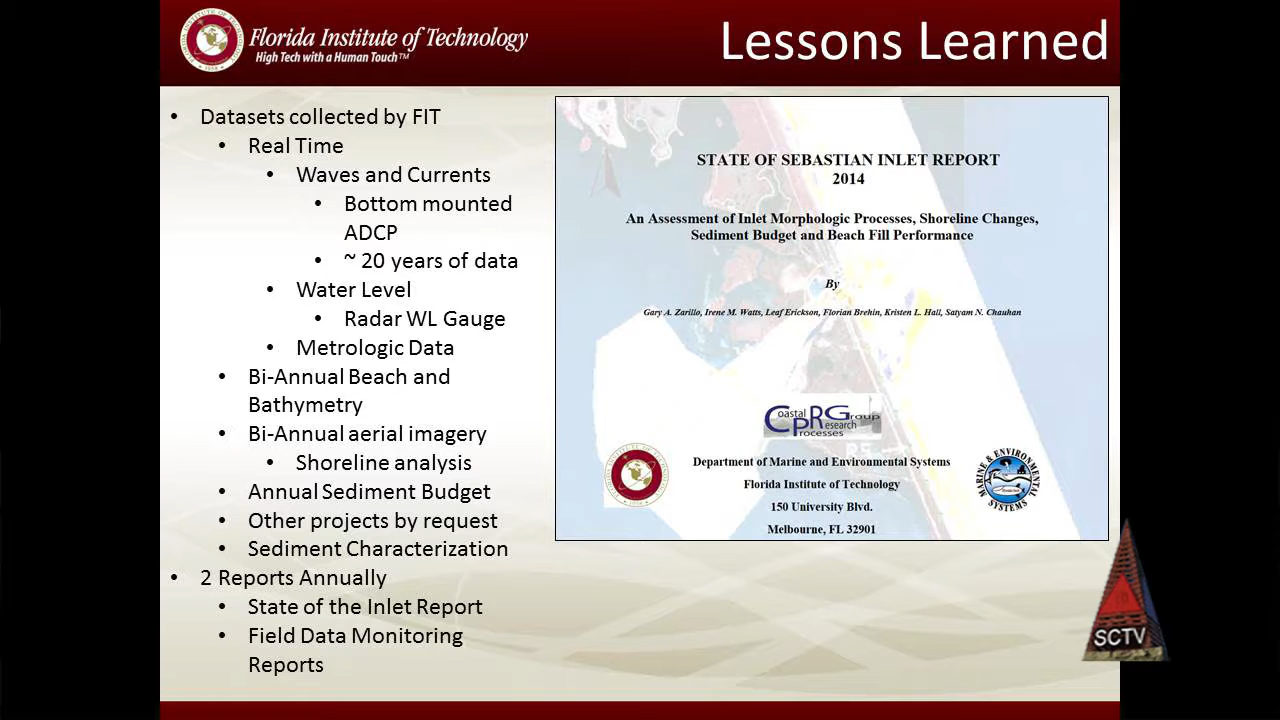 Florida Institute of Technology
High Tech with a Human Touch™
Lessons Learned
• Datasets collected by FIT
• Real Time
• Waves and Currents
• Bottom mounted
ADCP
• ~ 20 years of data
• Water Level
• Radar WL Gauge
• Metrologic Data
• Bi-Annual Beach and
Bathymetry
• Bi-Annual aerial imagery
• Shoreline analysis
• Annual Sediment Budget
• Other projects by request
• Sediment Characterization
• 2 Reports Annually
• State of the Inlet Report
• Field Data Monitoring
Reports
STATE OF SEBASTIAN INLET REPORT
2014
An Assessment of Inlet Morphologic Processes, Shoreline Changes,
Sediment Budget and Beach Fill Performance
By
Gary A. Zarillo, Irene M. Watts, Leaf Erickson, Florian Brehin, Kristen L. Hall, Satyam N. Chauhan
Coastal Processes Research Group
Department of Marine and Environmental Systems
Florida Institute of Technology
150 University Blvd.
Melbourne, FL 32901
MARINE & ENVIRONMENTAL
SYSTEMS
SCTV